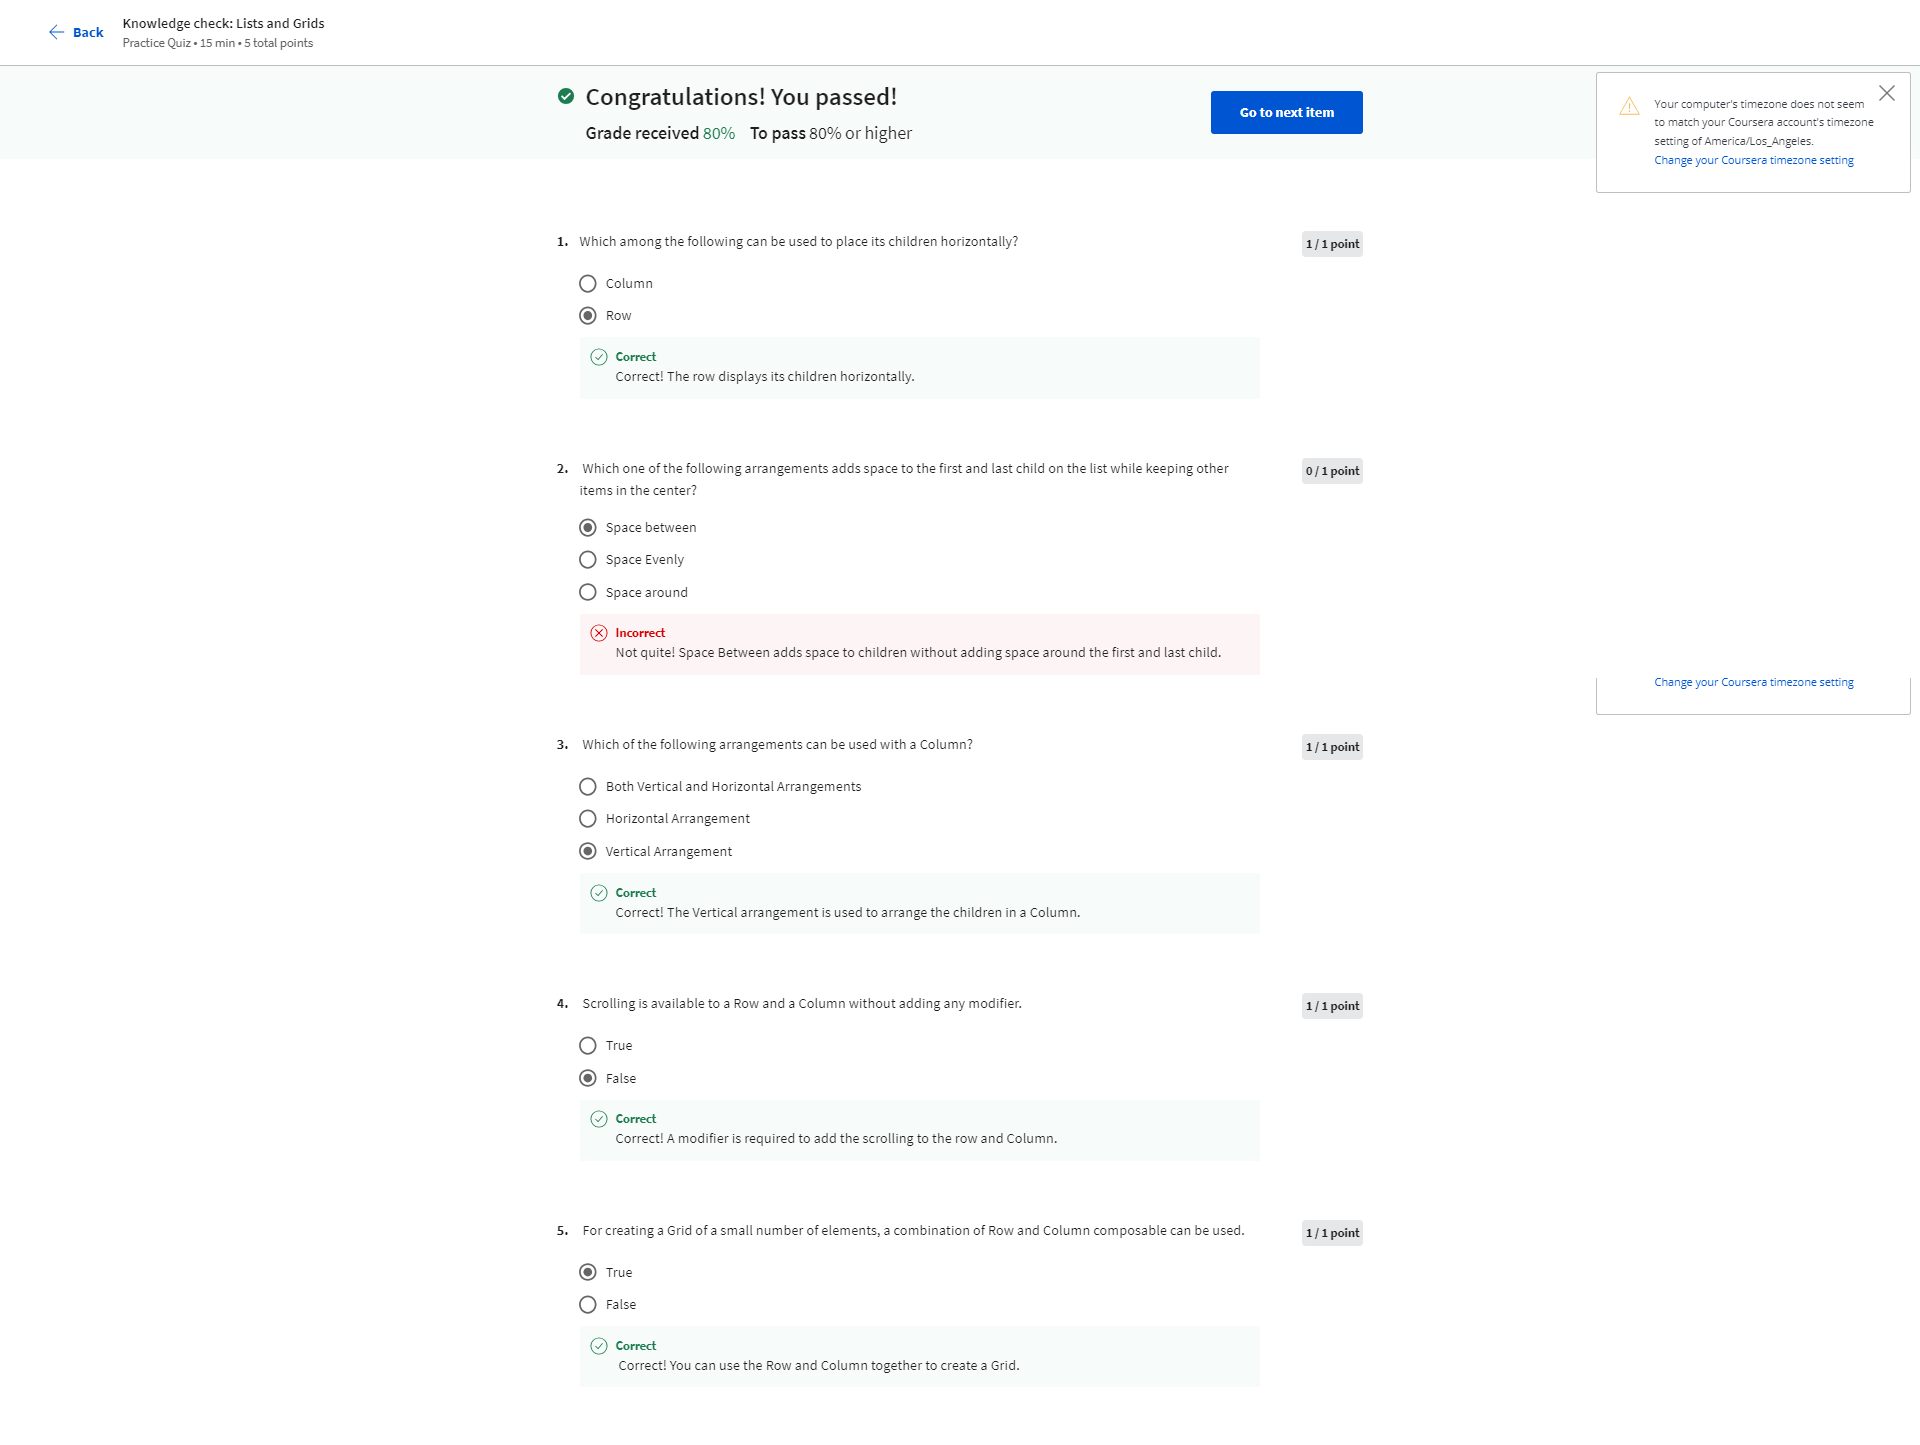 Back
Knowledge check: Lists and Grids
Practice Quiz • 15 min • 5 total points
Congratulations! You passed!
Grade received 80% To pass 80% or higher
Go to next item
Your computer's timezone does not seem
to match your Coursera account's timezone
setting of America/Los_Angeles.
Change your Coursera timezone setting
1. Which among the following can be used to place its children horizontally?
1 / 1 point
Column
Row
Correct
Correct! The row displays its children horizontally.
2. Which one of the following arrangements adds space to the first and last child on the list while keeping other
items in the center?
0 / 1 point
Space between
Space Evenly
Space around
Incorrect
Not quite! Space Between adds space to children without adding space around the first and last child.
Change your Coursera timezone setting
3. Which of the following arrangements can be used with a Column?
1 / 1 point
Both Vertical and Horizontal Arrangements
Horizontal Arrangement
Vertical Arrangement
Correct
Correct! The Vertical arrangement is used to arrange the children in a Column.
4. Scrolling is available to a Row and a Column without adding any modifier.
1 / 1 point
True
False
Correct
Correct! A modifier is required to add the scrolling to the row and Column.
5. For creating a Grid of a small number of elements, a combination of Row and Column composable can be used.
1 / 1 point
True
False
Correct
Correct! You can use the Row and Column together to create a Grid.